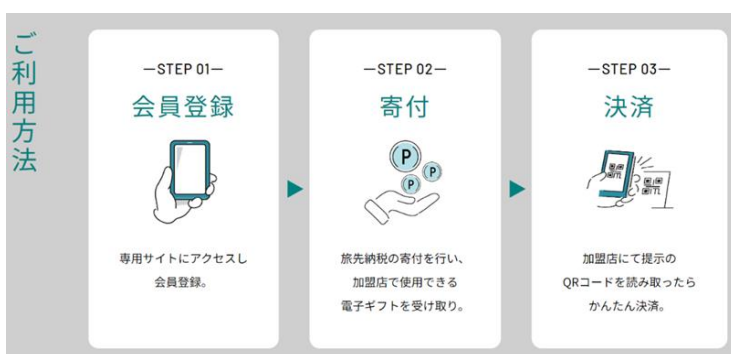 ご利用方法
—STEP 01—
会員登録
専用サイトにアクセスし
会員登録。
—STEP 02—
寄付
P
P
P
旅先納税の寄付を行い、
加盟店で使用できる
電子ギフトを受け取り。
—STEP 03—
決済
加盟店にて提示の
QRコードを読み取ったら
かんたん決済。